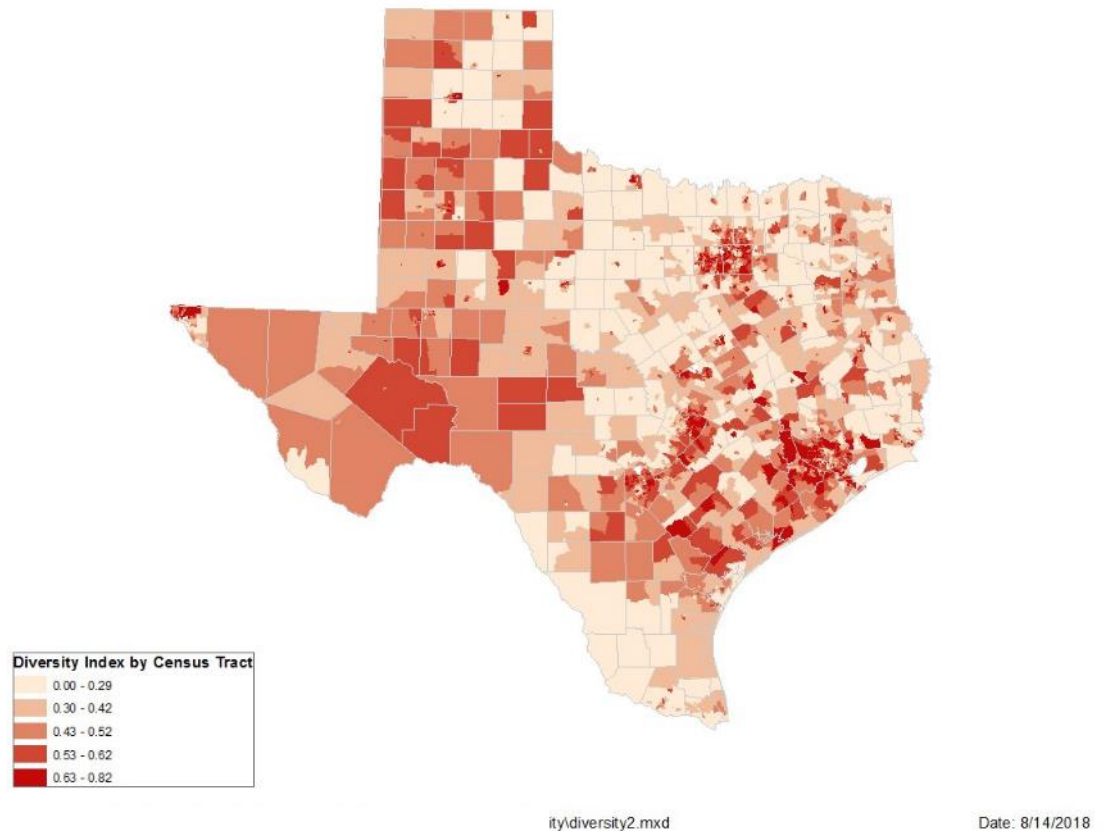 Diversity Index by Census Tract
0.00 - 0.29
0.30 - 0.42
0.43 - 0.52
0.53 - 0.62
0.63 - 0.82
ity\diversity2.mxd
Date: 8/14/2018